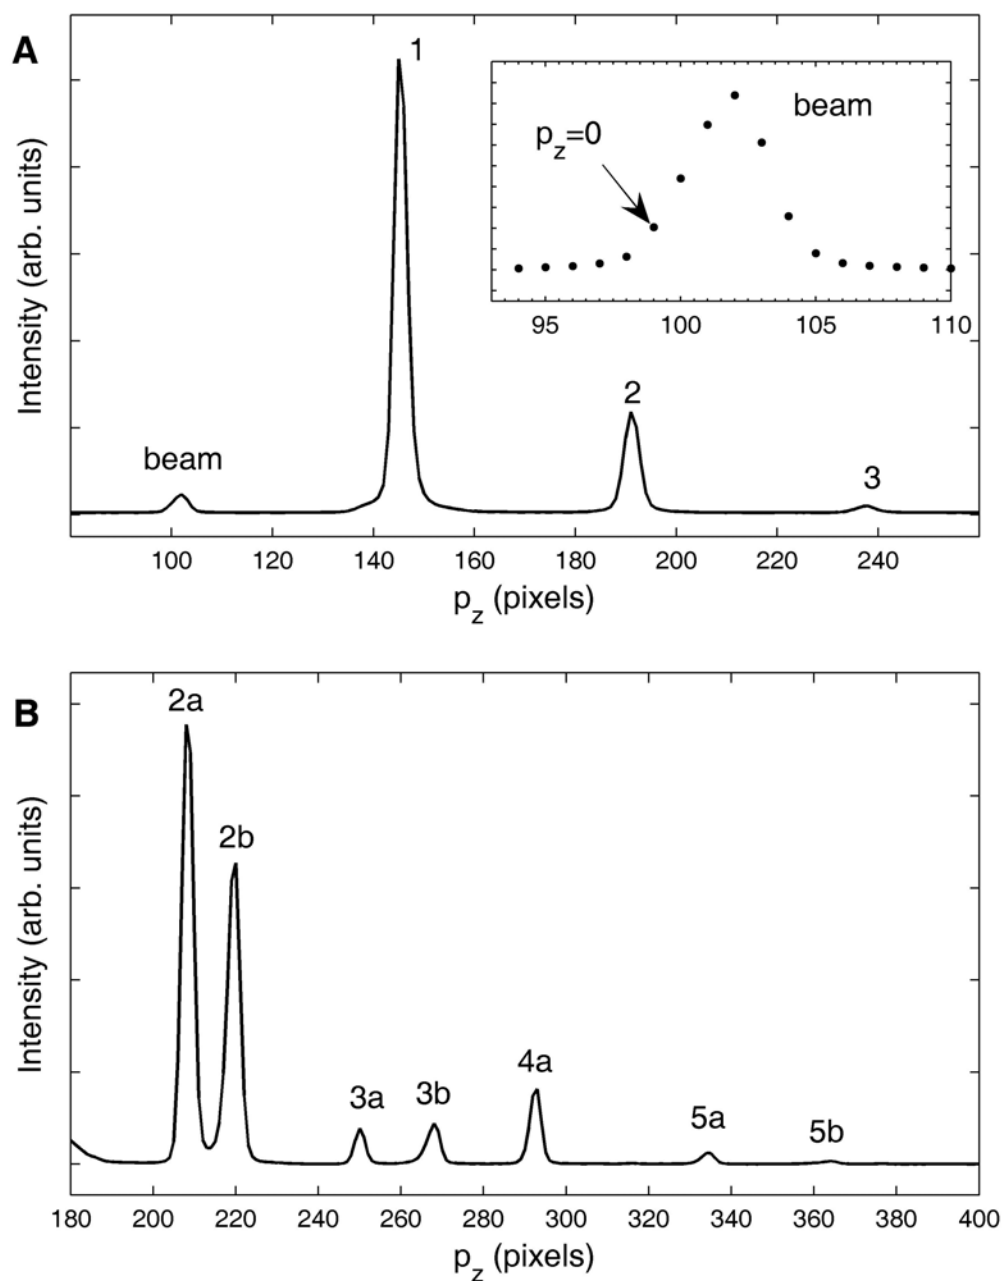 A
1
beam
p_z=0
95 100 105 110
2
beam
3
Intensity (arb. units)
100 120 140 160 180 200 220 240
p_z (pixels)
B
2a
2b
3a
3b
4a
5a
5b
Intensity (arb. units)
180 200 220 240 260 280 300 320 340 360 380 400
p_z (pixels)